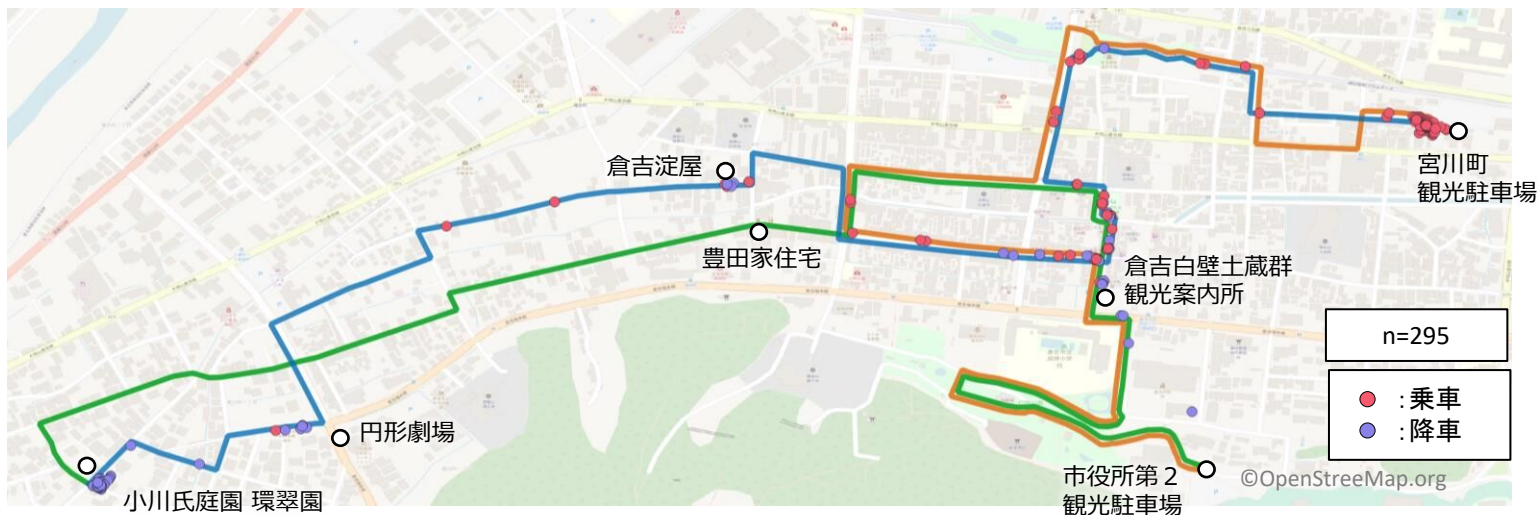 倉吉淀屋
豊田家住宅
宮川町
観光駐車場
倉吉白壁土蔵群
観光案内所
円形劇場
小川氏庭園 環翠園
市役所第2
観光駐車場
n=295
:乗車
:降車
©OpenStreetMap.org